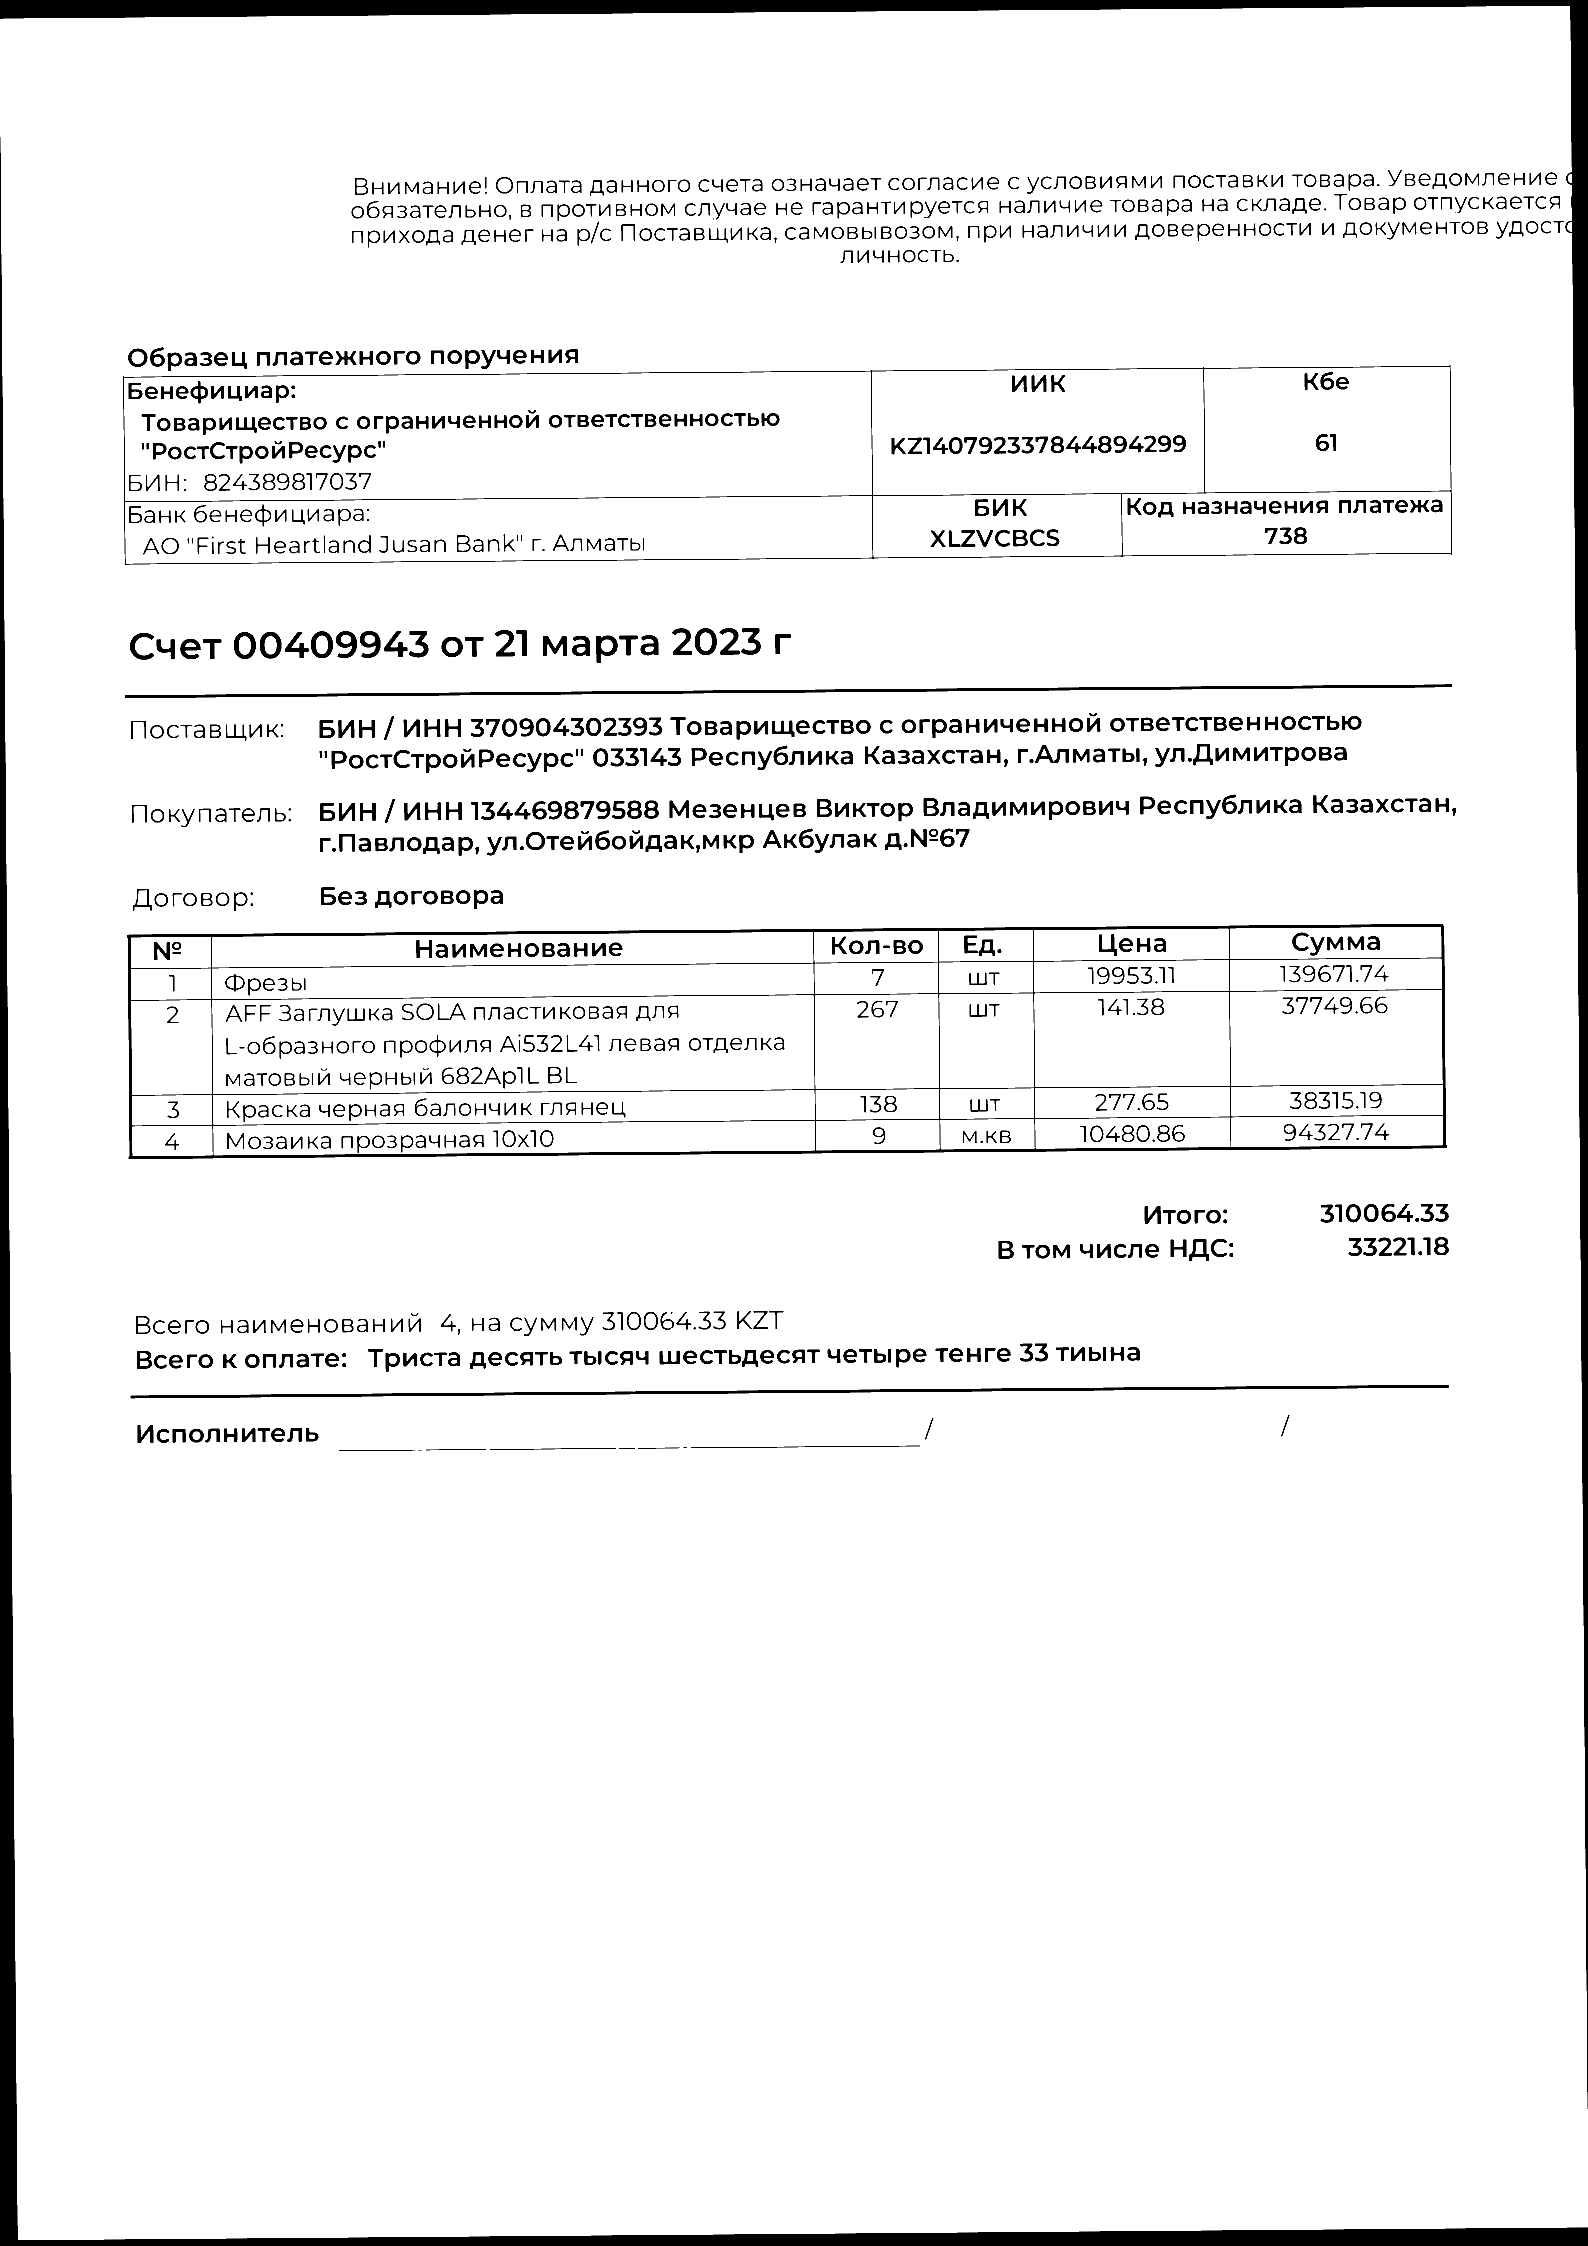 Внимание! Оплата данного счета означает согласие с условиями поставки товара. Уведомление
обязательно, в противном случае не гарантируется наличие товара на складе. Товар отпускается
прихода денег на р/с Поставщика, самовывозом, при наличии доверенности и документов
личность.
Образец платежного поручения
Бенефициар: ИИК Кбе
Товарищество с ограниченной ответственностью
"РостСтройРесурс" KZ140792337844894299 61
БИН: 824389817037
Банк бенефициара: БИК Код назначения платежа
АО "First Heartland Jusan Bank" г. Алматы XLZVCBCS 738
Счет 00409943 от 21 марта 2023 г
Поставщик: БИН / ИНН 370904302393 Товарищество с ограниченной ответственностью
"РостСтройРесурс" 033143 Республика Казахстан, г.Алматы, ул.Димитрова
Покупатель: БИН / ИНН 134469879588 Мезенцев Виктор Владимирович Республика Казахстан,
г.Павлодар, ул.Отейбойдак,мкр Акбулак д.№67
Договор: Без договора
№ Наименование Кол-во Ед. Цена Сумма
1 Фрезы 7 шт 19953.11 139671.74
2 AFF Заглушка SOLA пластиковая для 267 шт 141.38 37749.66
L-образного профиля Ai532L41 левая отделка
матовый черный 682Ap1L BL
3 Краска черная балончик глянец 138 шт 277.65 38315.19
4 Мозаика прозрачная 10x10 9 м.кв 10480.86 94327.74
Итого: 310064.33
В том числе НДС: 33221.18
Всего наименований 4, на сумму 310064.33 KZT
Всего к оплате: Триста десять тысяч шестьдесят четыре тенге 33 тиына
Исполнитель / /